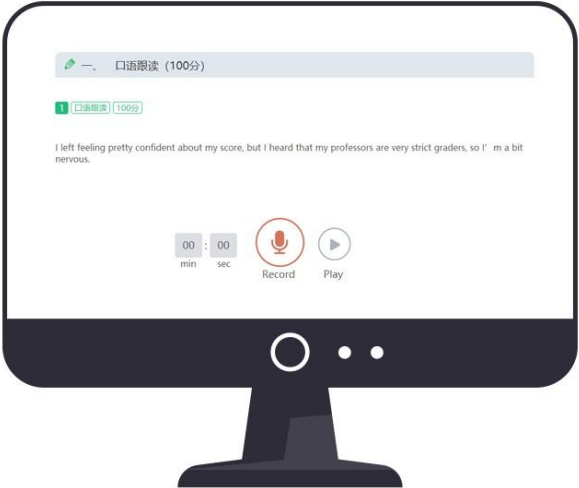 一、 口语跟读（100分）
1 口语跟读 100分
I left feeling pretty confident about my score, but I heard that my professors are very strict graders, so I' m a bit
nervous.
00 : 00
min sec
Record Play